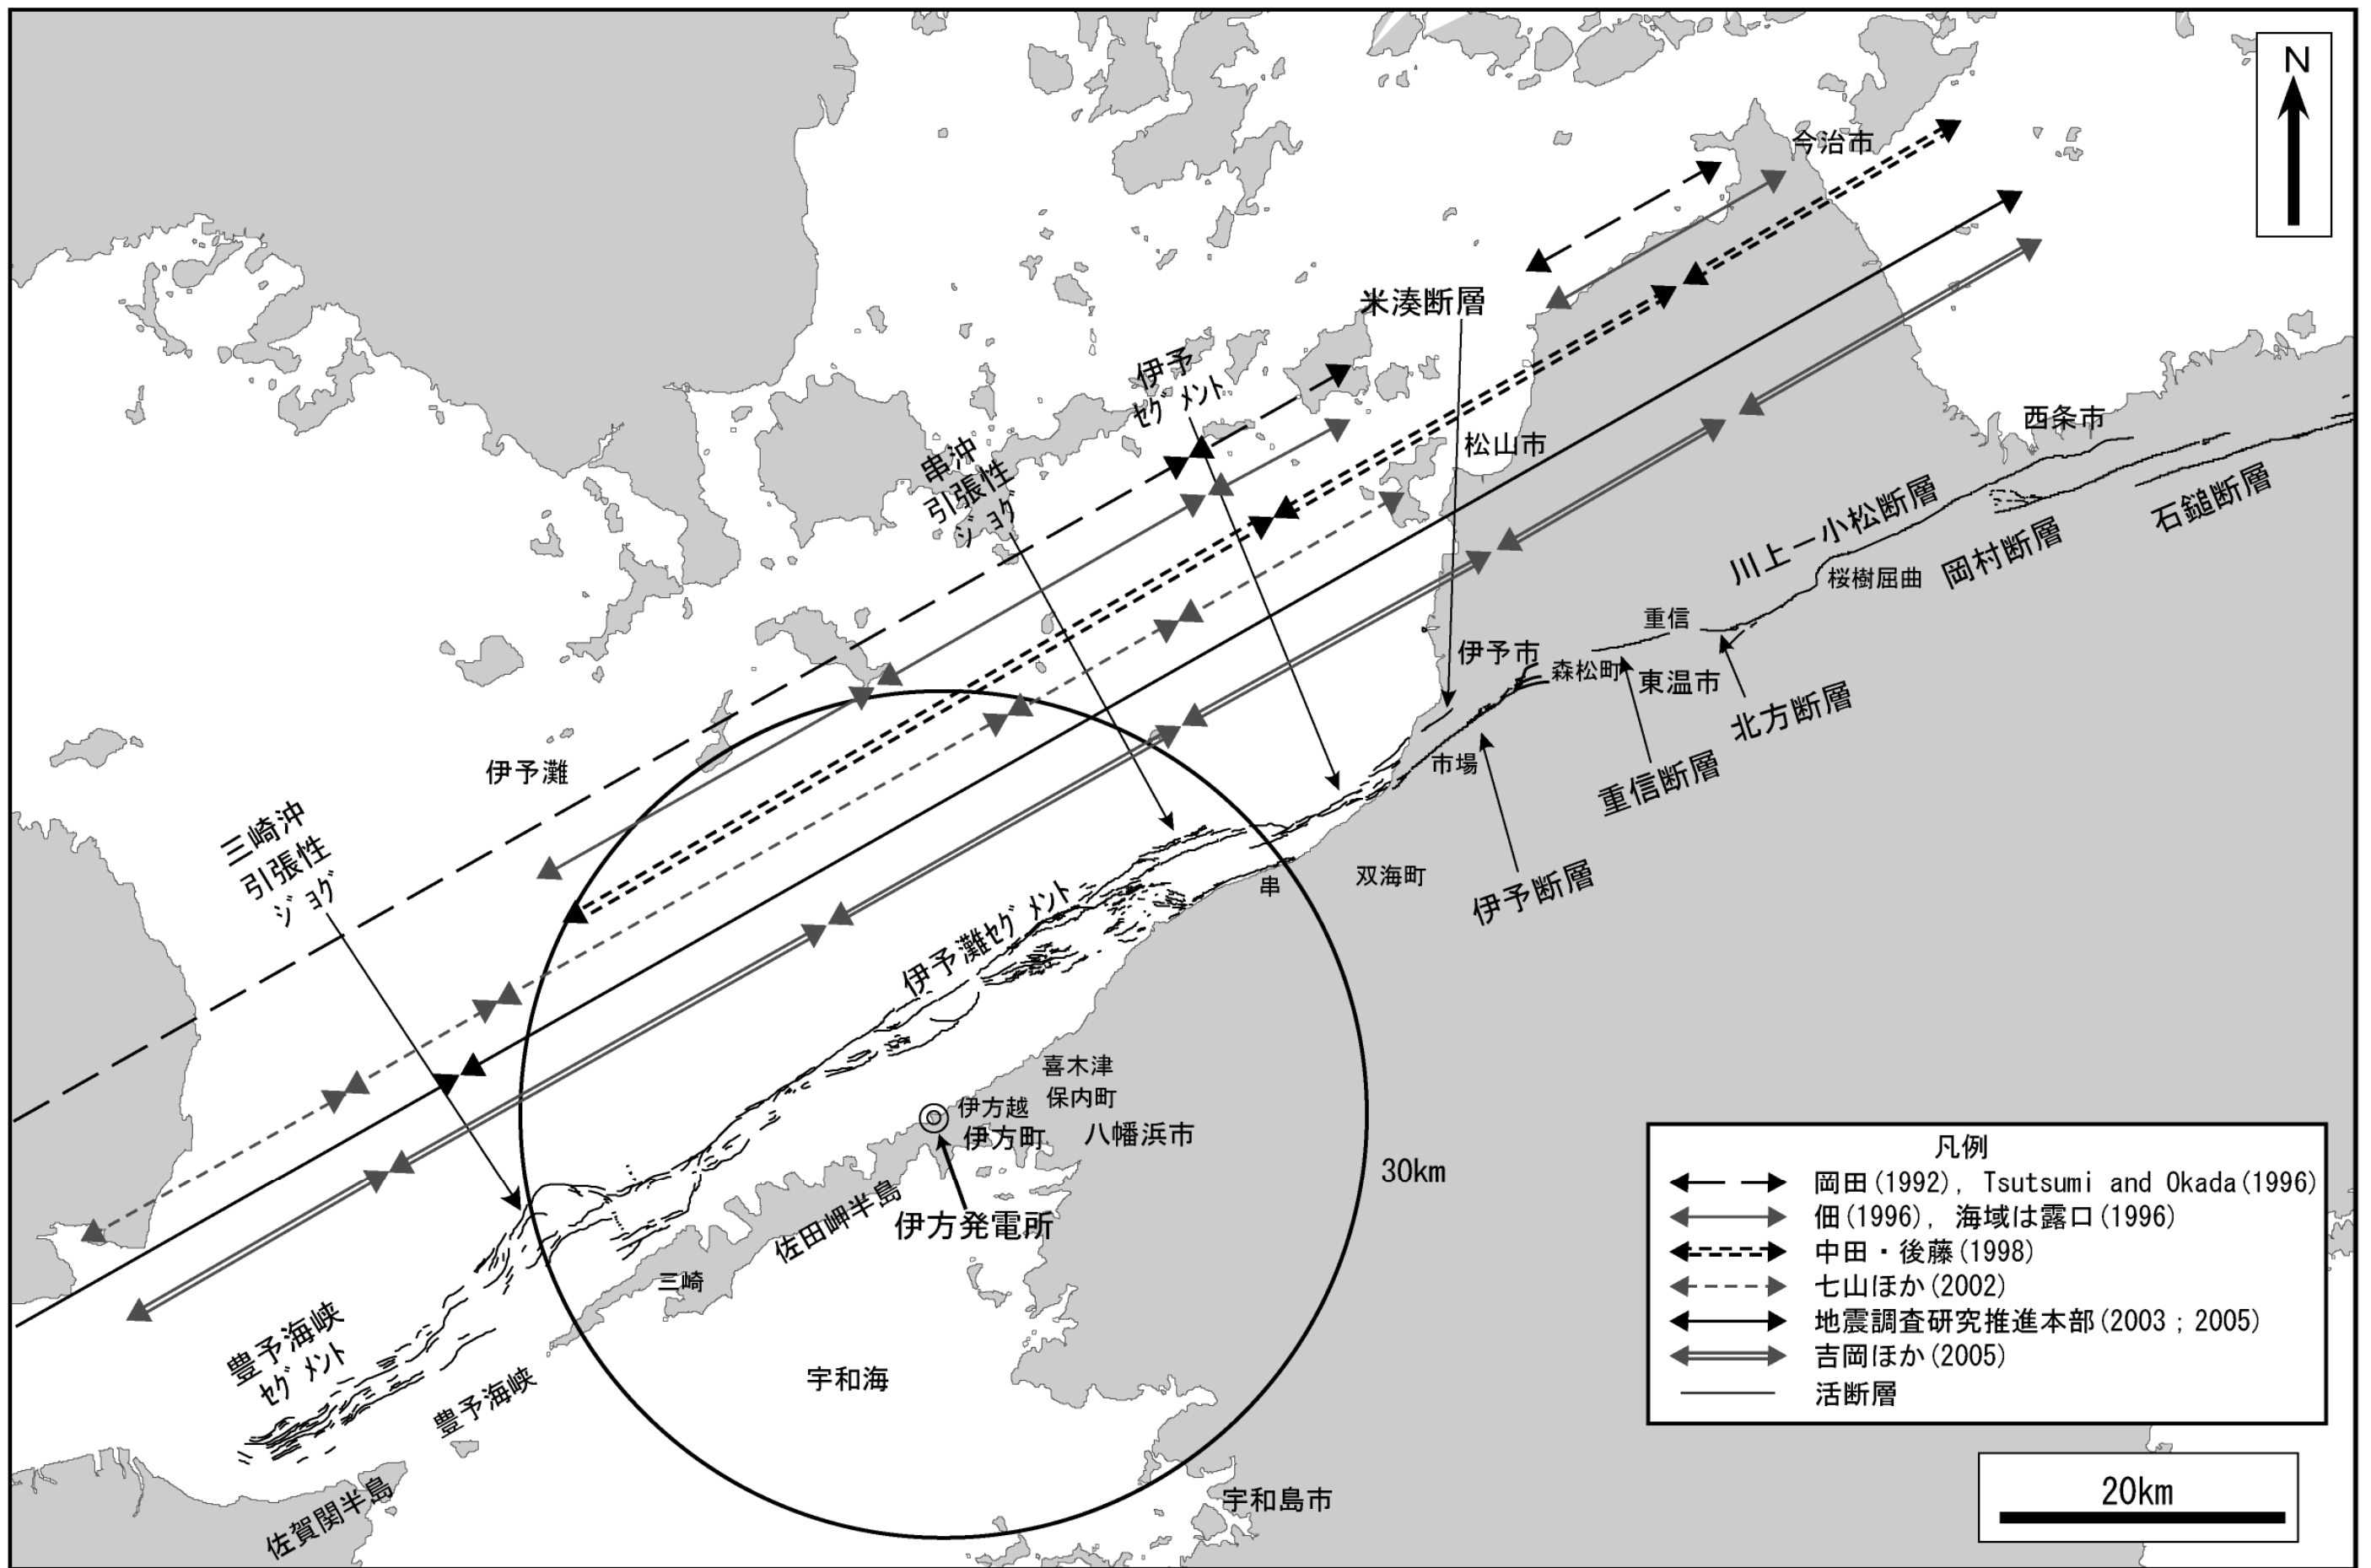 N
今治市
米湊断層
伊予
セグメント
松山市
西条市
串沖
引張性
ジョグ
石鎚断層
川上－小松断層
岡村断層
桜樹屈曲
重信
伊予市
森松町
東温市
北方断層
市場
重信断層
伊予灘
三崎沖
引張性
ジョグ
双海町
串
伊予断層
伊予灘セグメント
喜木津
保内町
伊方越
伊方町
八幡浜市
30km
伊方発電所
佐田岬半島
三崎
豊予海峡
セグメント
豊予海峡
宇和海
佐賀関半島
宇和島市
凡例
岡田(1992), Tsutsumi and Okada(1996)
佃(1996), 海域は露口(1996)
中田・後藤(1998)
七山ほか(2002)
地震調査研究推進本部(2003；2005)
吉岡ほか(2005)
活断層
20km